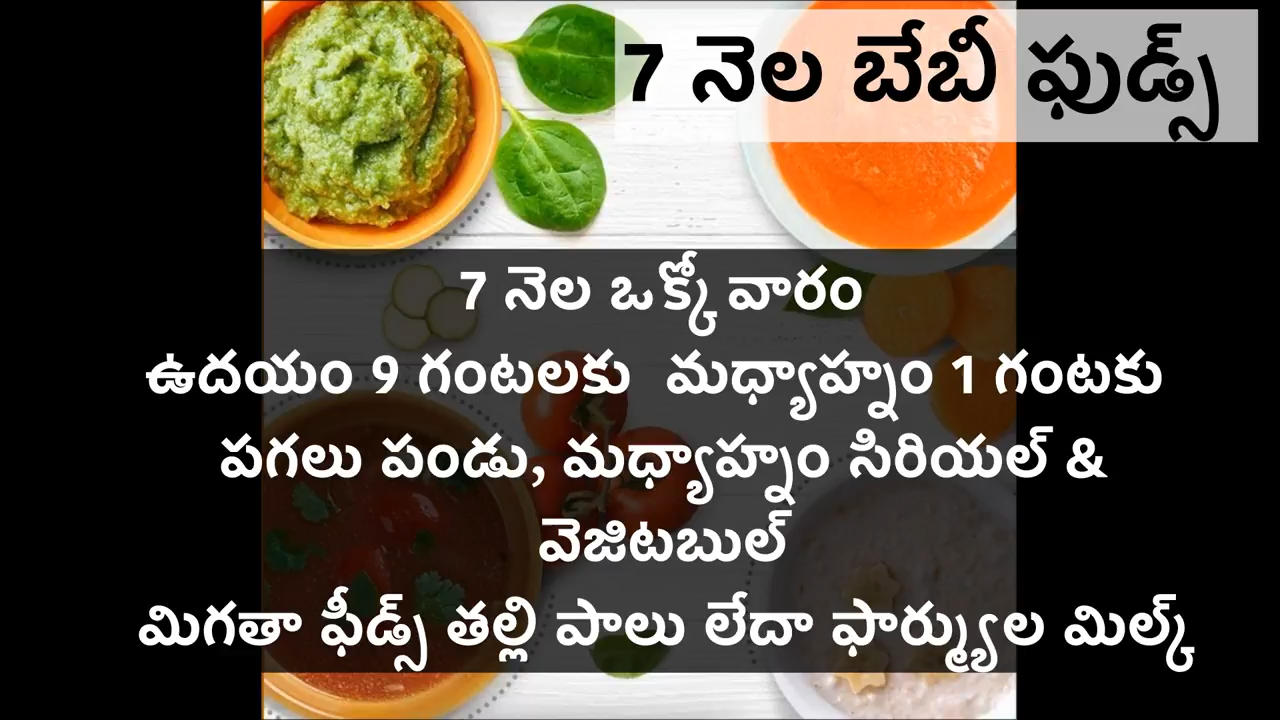 7 నెల బేబీ ఫుడ్స్
7 నెల ఒక్కో వారం
ఉదయం 9 గంటలకు మధ్యాహ్నం 1 గంటకు
పగలు పండు, మధ్యాహ్నం సిరియల్ &
వెజిటబుల్
మిగతా ఫీడ్స్ తల్లి పాలు లేదా ఫార్మ్యుల మిల్క్